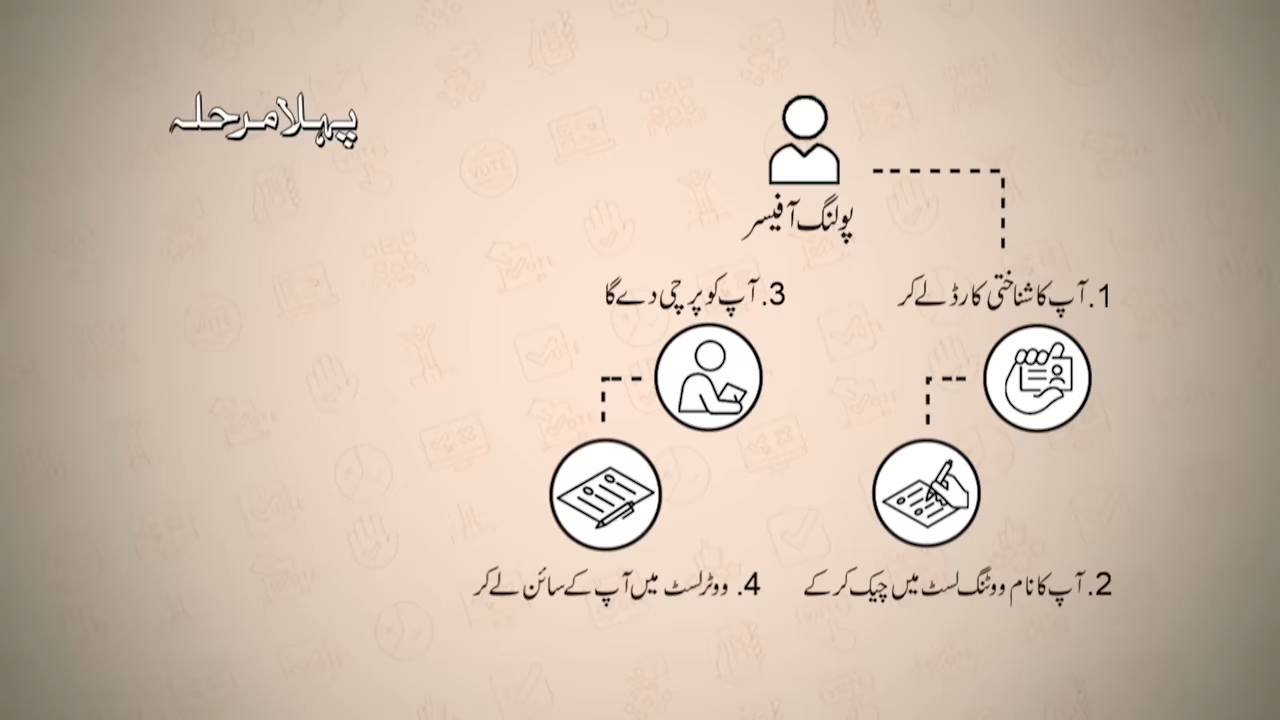 پہلا مرحلہ
پولنگ آفیسر
1. آپ کا شناختی کارڈ لے کر
2. آپ کا نام ووٹنگ لسٹ میں چیک کر کے
3. آپ کو پرچی دے گا
4. ووٹر لسٹ میں آپ کے سائن لے کر